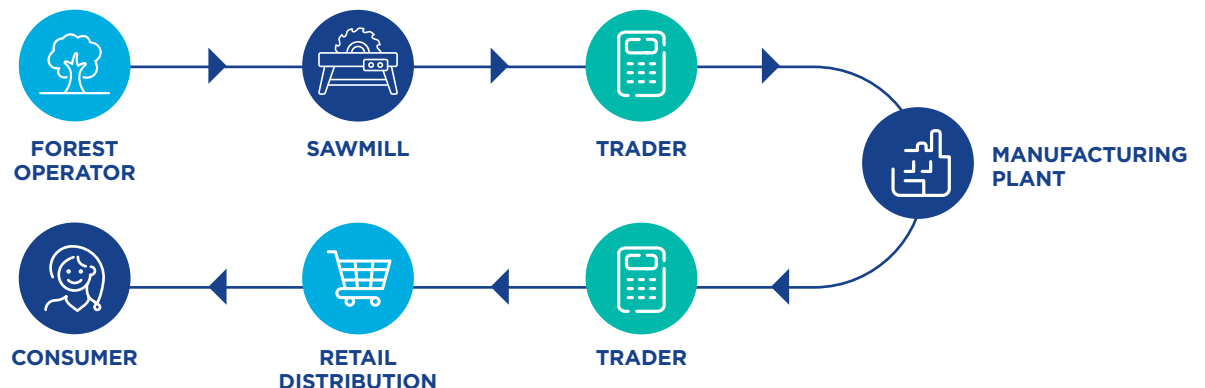 FOREST
OPERATOR
SAWMILL
TRADER
MANUFACTURING
PLANT
CONSUMER
RETAIL
DISTRIBUTION
TRADER